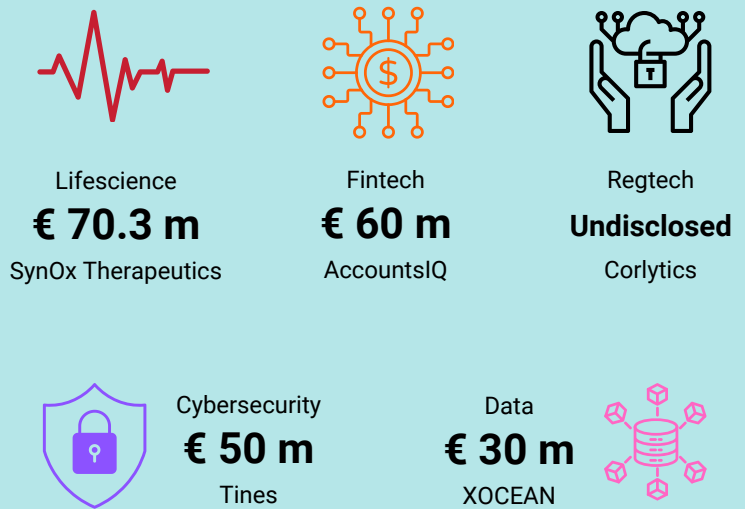 Lifescience
€ 70.3 m
SynOx Therapeutics
Fintech
$
€ 60 m
AccountsIQ
Regtech
Undisclosed
Corlytics
Cybersecurity
€ 50 m
Tines
Data
€ 30 m
XOCEAN